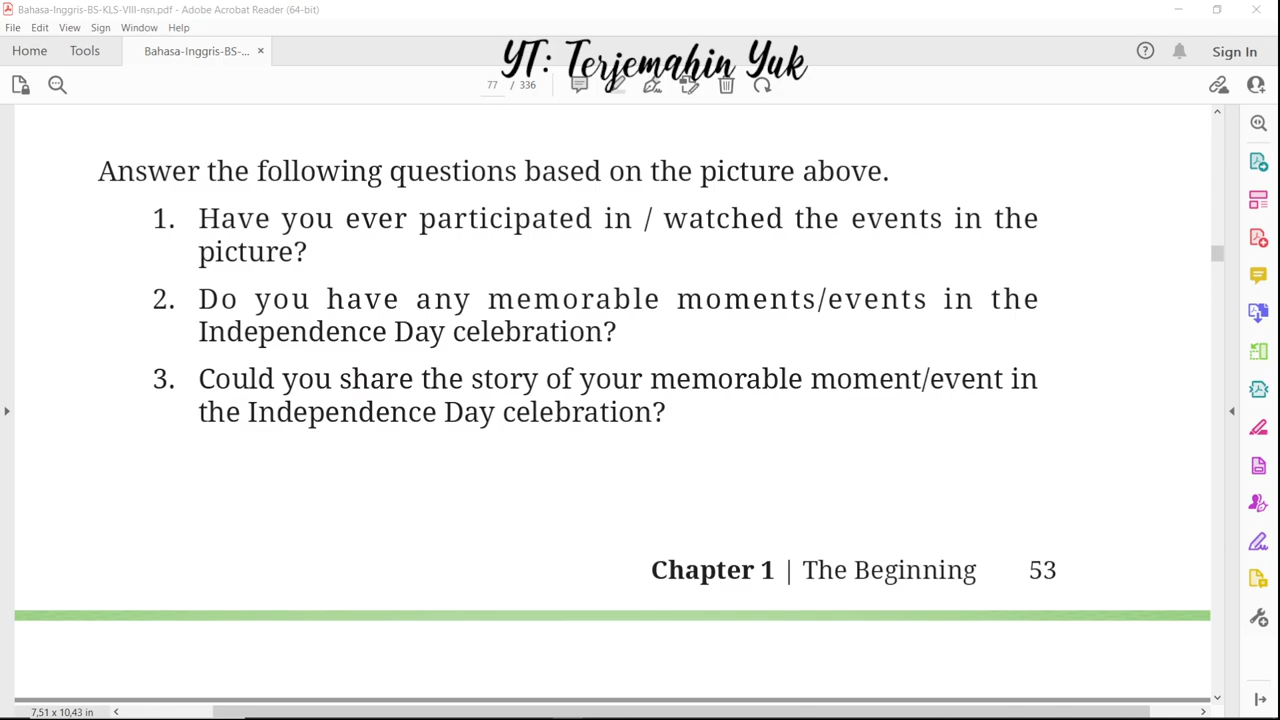 Bahasa-Inggris-BS-KLS-VIII-nsn.pdf - Adobe Acrobat Reader (64-bit)
File Edit View Sign Window Help
Home Tools Bahasa-Inggris-BS-... × Sign In
YT: Terjemahin Yuk
77 / 336
Answer the following questions based on the picture above.
1. Have you ever participated in / watched the events in the
picture?
2. Do you have any memorable moments/events in the
Independence Day celebration?
3. Could you share the story of your memorable moment/event in
the Independence Day celebration?
Chapter 1 | The Beginning 53
7,51 x 10,43 in